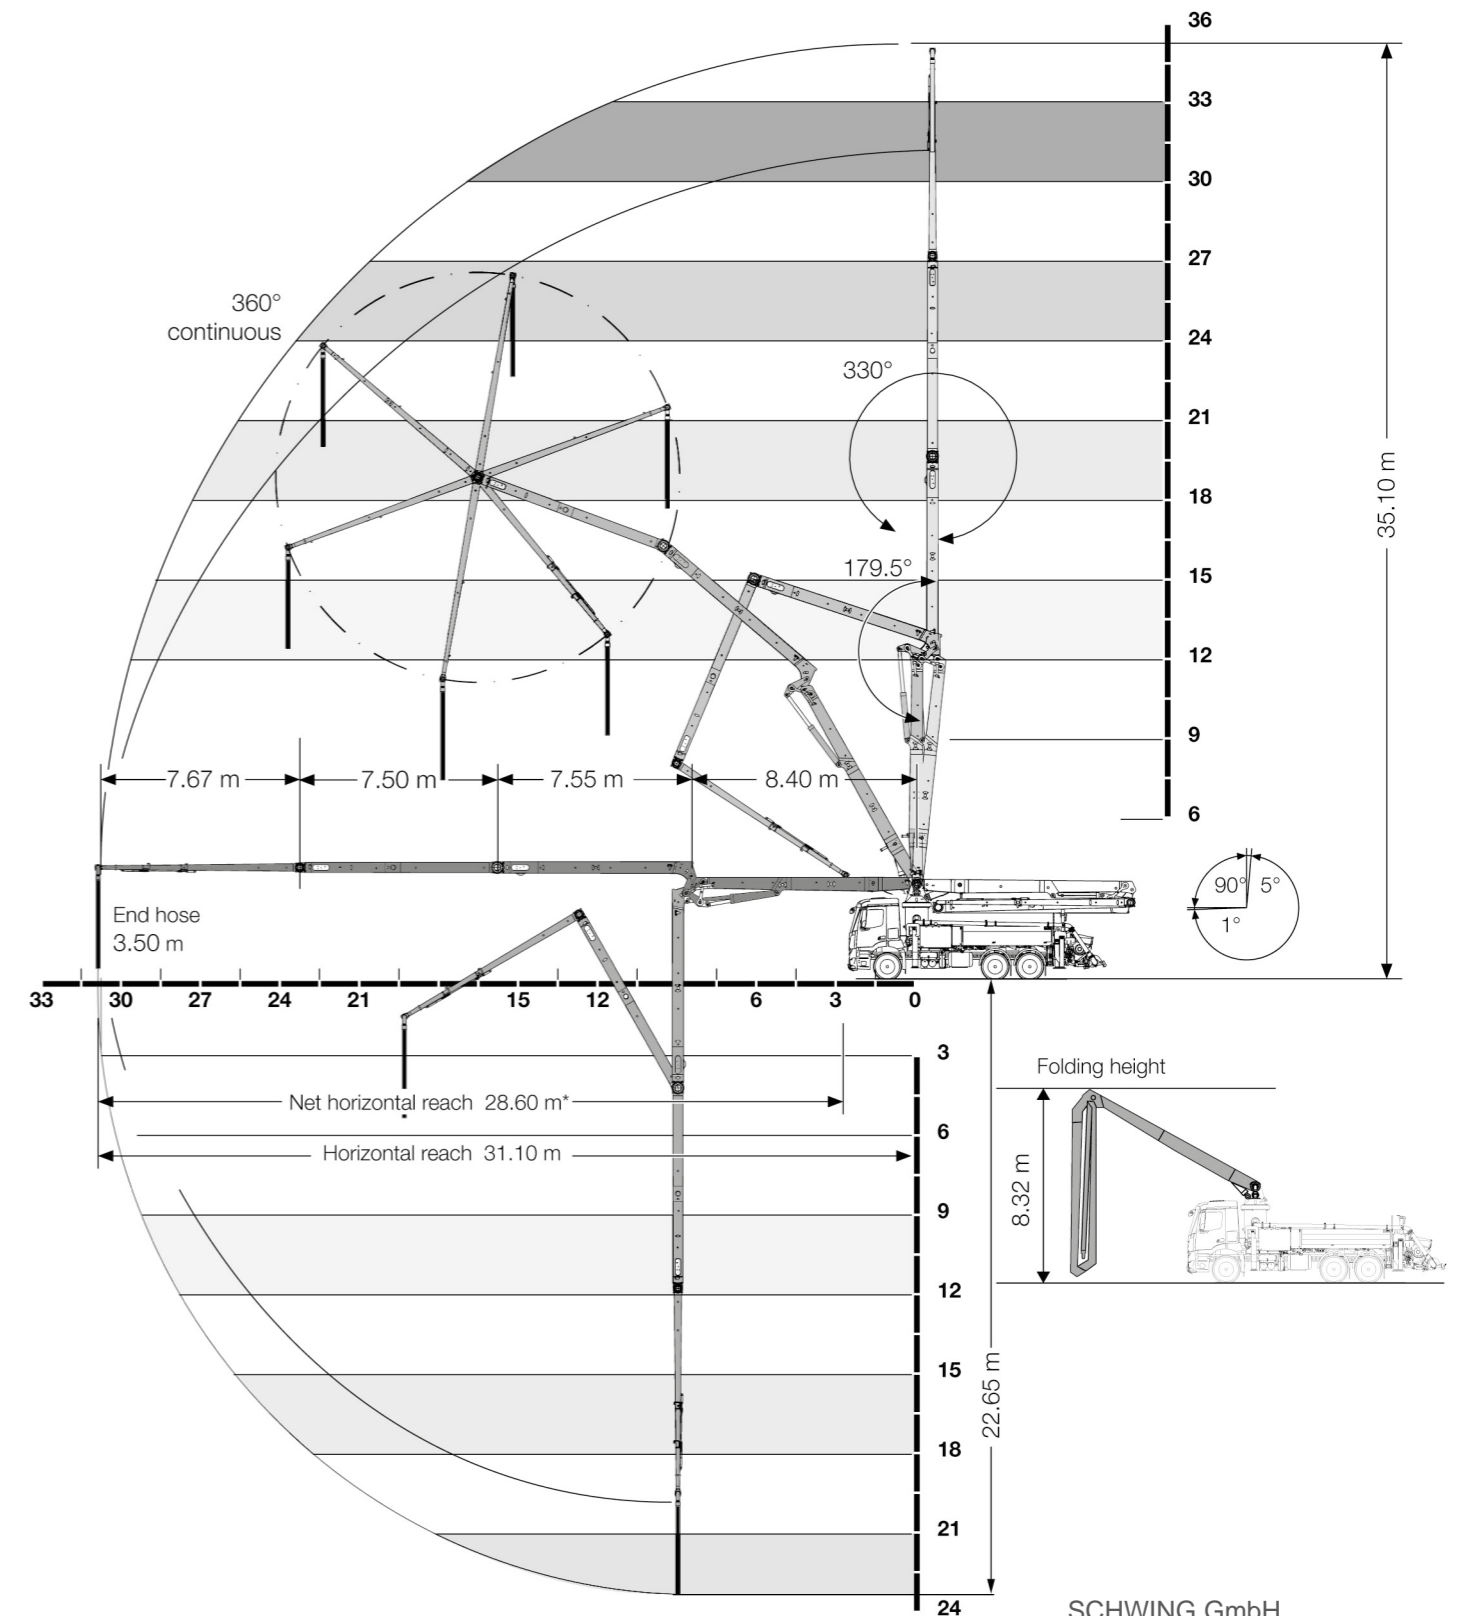 36
33
30
27
24
21
18
15
12
9
6
35.10 m
360°
continuous
330°
179.5°
7.67 m
7.50 m
7.55 m
8.40 m
End hose
3.50 m
90°
5°
1°
33 30 27 24 21 15 12 6 3 0
3
6
9
12
15
18
21
24
Net horizontal reach 28.60 m*
Horizontal reach 31.10 m
22.65 m
Folding height
8.32 m
SCHWING GmbH